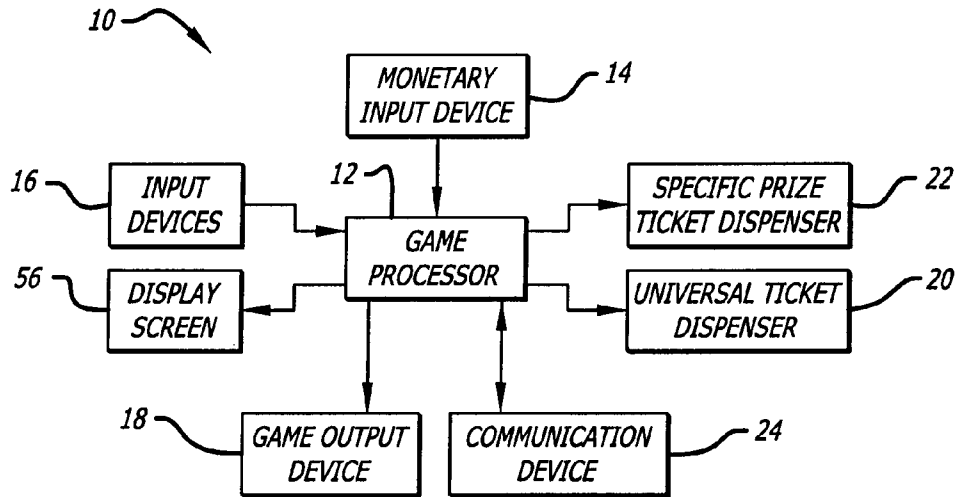 10
MONETARY
INPUT DEVICE
14
16
INPUT
DEVICES
12
GAME
PROCESSOR
SPECIFIC PRIZE
TICKET DISPENSER
22
56
DISPLAY
SCREEN
UNIVERSAL TICKET
DISPENSER
20
18
GAME OUTPUT
DEVICE
COMMUNICATION
DEVICE
24